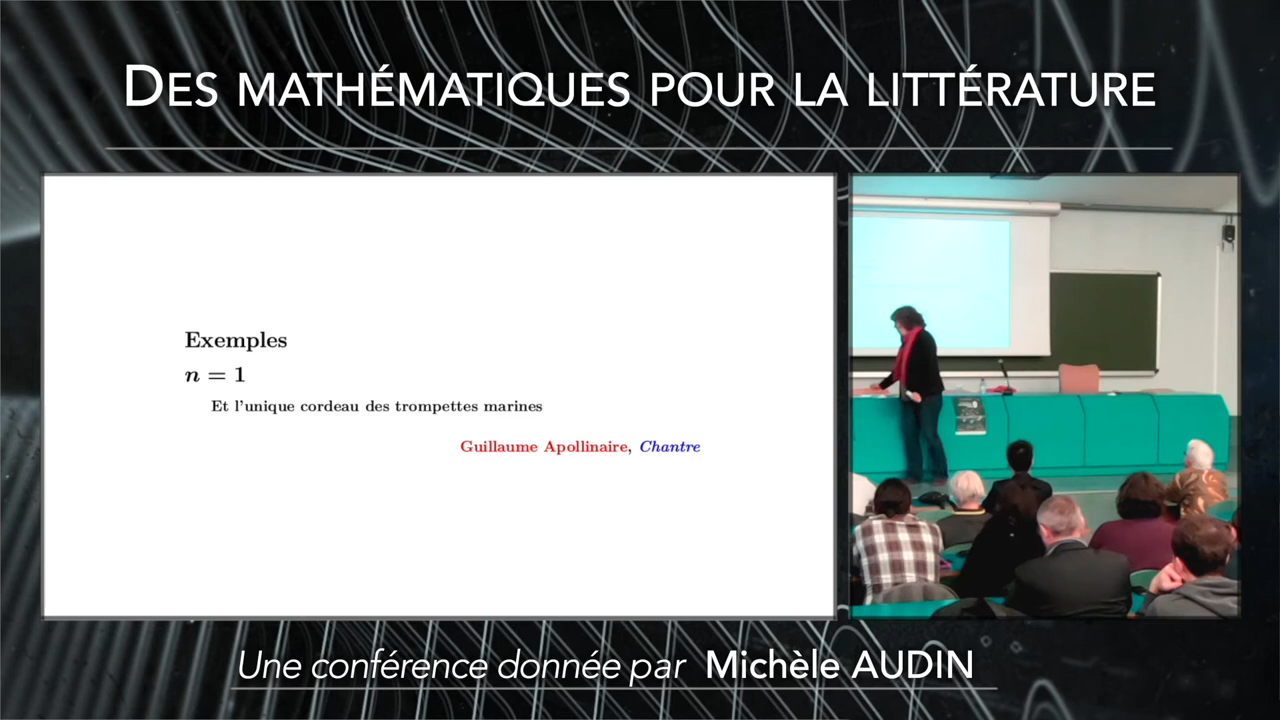 DES MATHÉMATIQUES POUR LA LITTÉRATURE
Exemples
n = 1
Et l'unique cordeau des trompettes marines
Guillaume Apollinaire, Chantre
Une conférence donnée par Michèle AUDIN